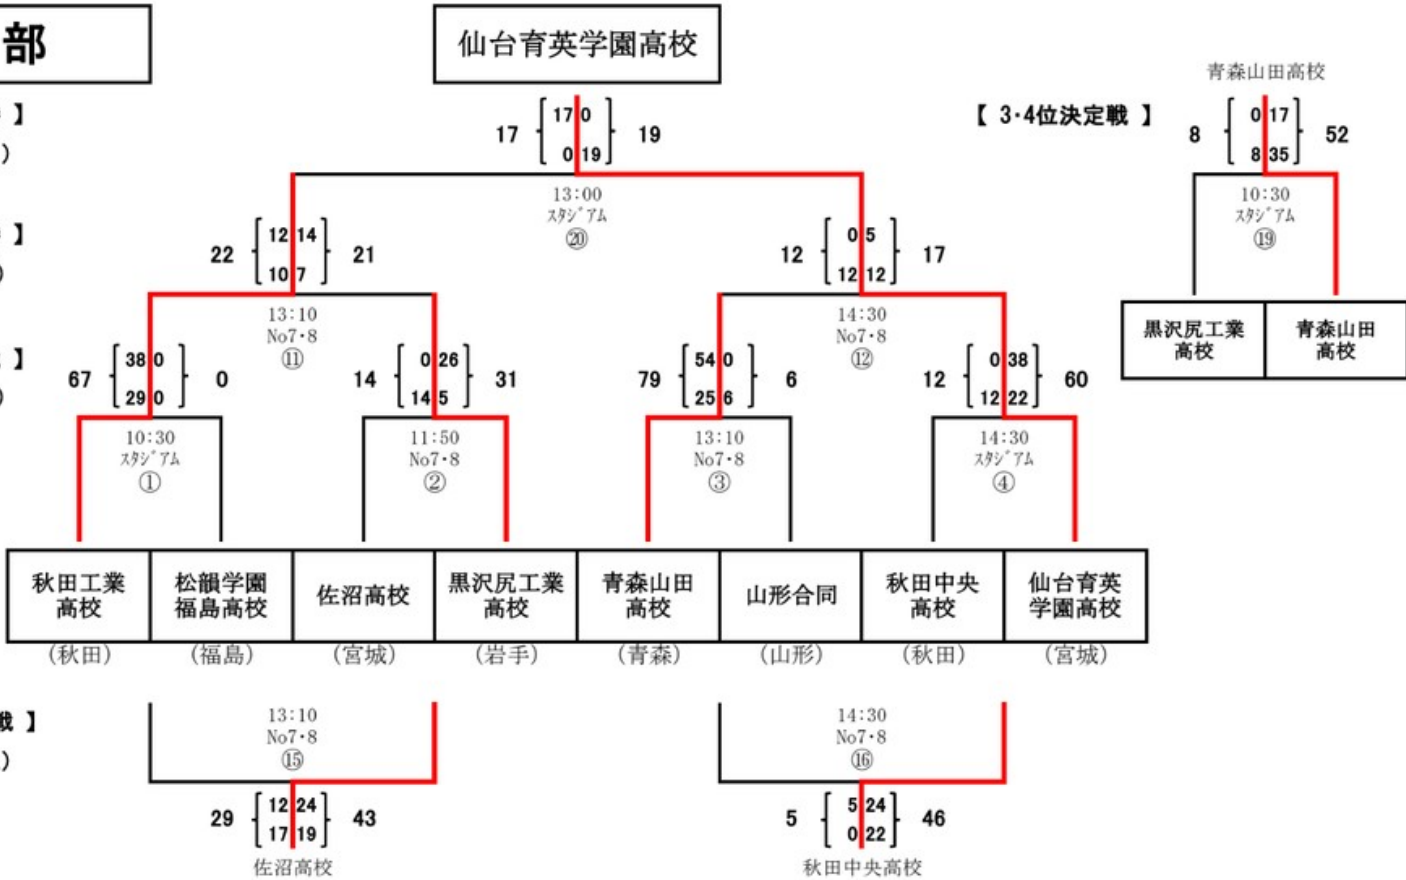 部
仙台育英学園高校
青森山田高校
】
【 3・4位決定戦 】
17 17 0 19
0 19
8 0 17 52
8 35
)
13:00
スタジアム
⑳
10:30
スタジアム
⑲
】
22 12 14 21
10 7
12 0 5 17
12 12
)
13:10
No7・8
⑪
14:30
No7・8
⑫
黒沢尻工業
高校
青森山田
高校
】
67 38 0 0
29 0
14 0 26 31
14 5
79 54 0 6
25 6
12 0 38 60
12 22
)
10:30
スタジアム
①
11:50
No7・8
②
13:10
No7・8
③
14:30
スタジアム
④
秋田工業
高校
松韻学園
福島高校
佐沼高校
黒沢尻工業
高校
青森山田
高校
山形合同
秋田中央
高校
仙台育英
学園高校
(秋田)
(福島)
(宮城)
(岩手)
(青森)
(山形)
(秋田)
(宮城)
戦 】
)
13:10
No7・8
⑮
14:30
No7・8
⑯
29 12 24 43
17 19
5 5 24 46
0 22
佐沼高校
秋田中央高校